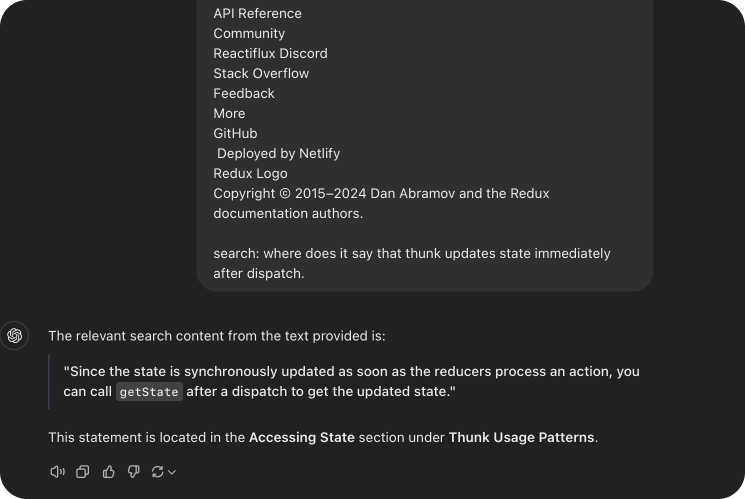 API Reference
Community
Reactiflux Discord
Stack Overflow
Feedback
More
GitHub
Deployed by Netlify
Redux Logo
Copyright © 2015–2024 Dan Abramov and the Redux
documentation authors.
search: where does it say that thunk updates state immediately
after dispatch.
The relevant search content from the text provided is:
"Since the state is synchronously updated as soon as the reducers process an action, you
can call getState after a dispatch to get the updated state."
This statement is located in the Accessing State section under Thunk Usage Patterns.